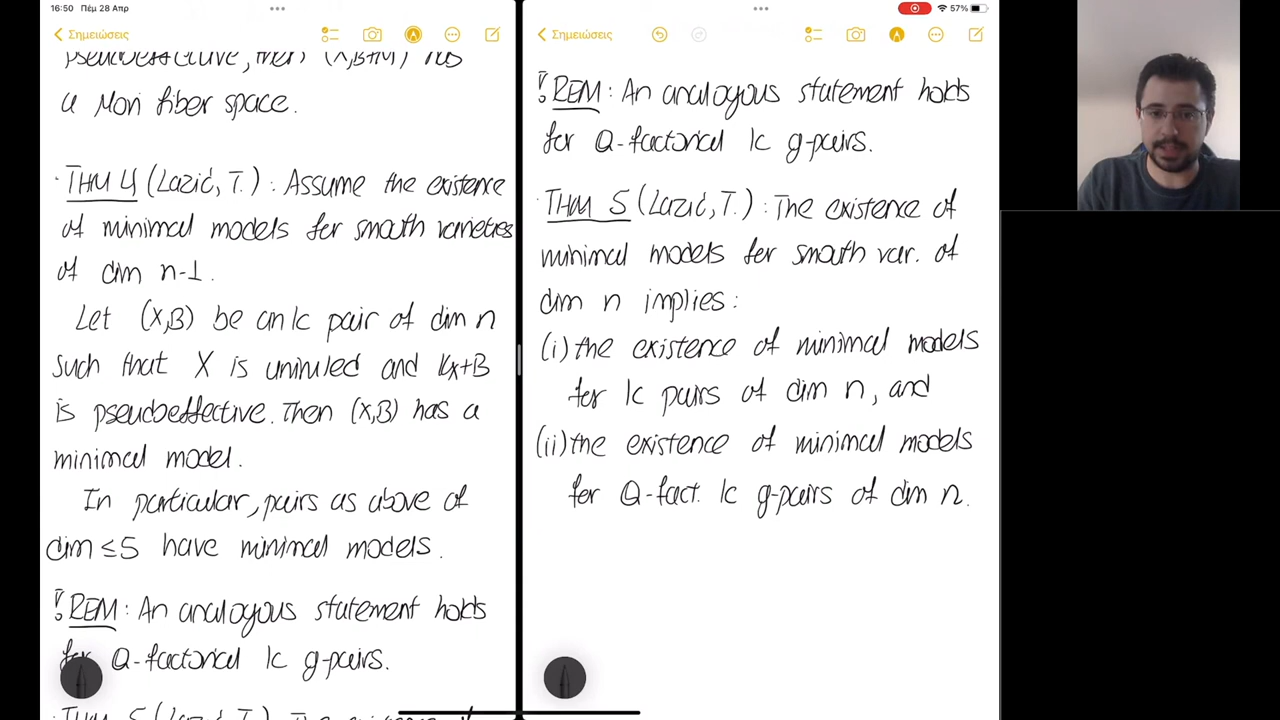 16:50 Πέμ 28 Απρ
57%
Σημειώσεις
pseudoeffective, then (X,B+M) has
a Mori fiber space.
THM 4 (Lazić, T.): Assume the existence
of minimal models for smooth varieties
of dim n-1.
Let (X,B) be an lc pair of dim n
such that X is uniruled and Kx+B
is pseudoeffective. Then (X,B) has a
minimal model.
In particular, pairs as above of
dim ≤5 have minimal models.
! REM: An analogous statement holds
for Q-factorial lc g-pairs.
THM 5 (Lazić, T.): The existence of
Σημειώσεις
! REM: An analogous statement holds
for Q-factorial lc g-pairs.
THM 5 (Lazić, T.): The existence of
minimal models for smooth var. of
dim n implies:
(i) the existence of minimal models
for lc pairs of dim n, and
(ii) the existence of minimal models
for Q-fact. lc g-pairs of dim n.